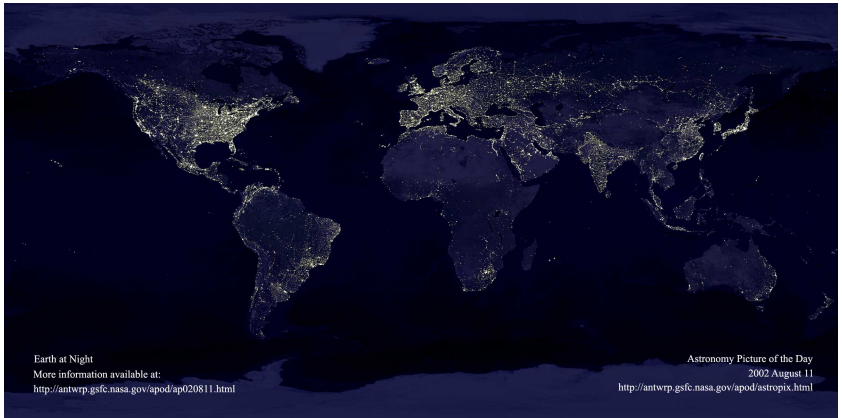 Earth at Night
More information available at:
http://antwrp.gsfc.nasa.gov/apod/ap020811.html
Astronomy Picture of the Day
2002 August 11
http://antwrp.gsfc.nasa.gov/apod/astropix.html